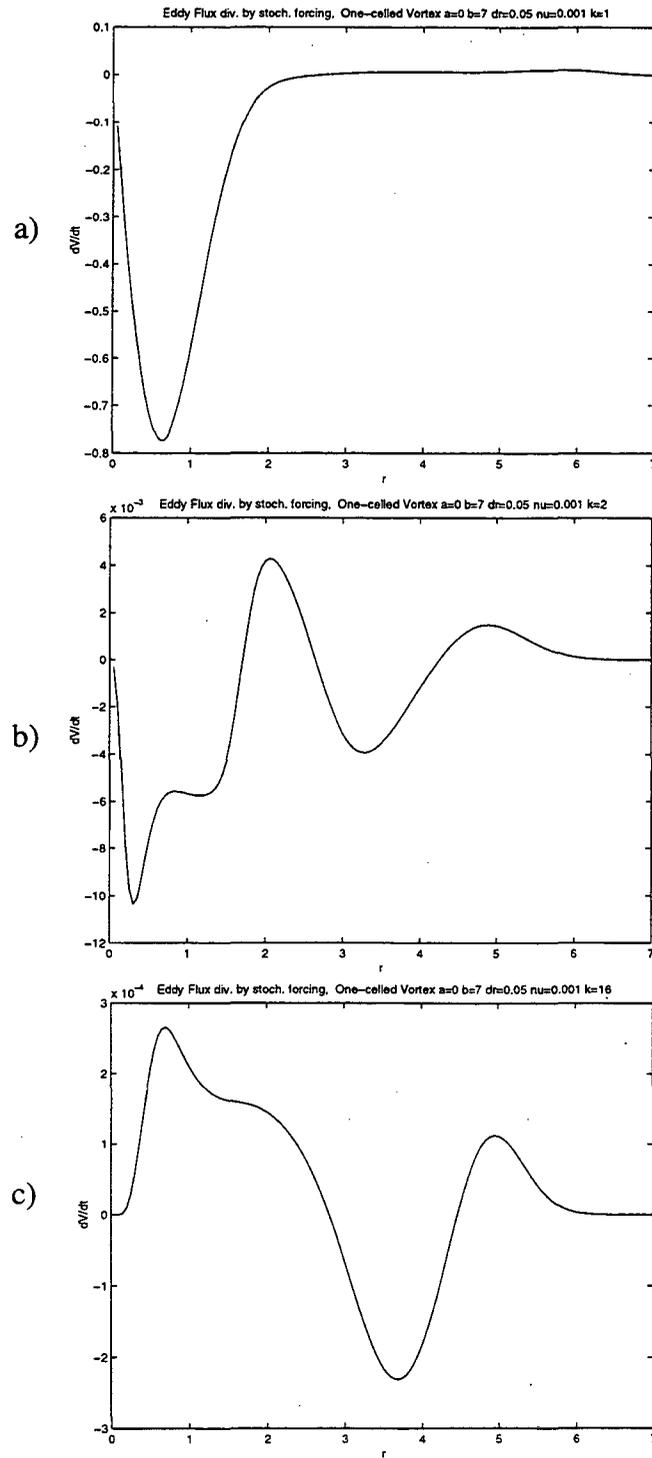 Eddy Flux div. by stoch. forcing, One-celled Vortex a=0 b=7 dr=0.05 nu=0.001 k=1
0.1
0
-0.1
-0.2
-0.3
-0.4
-0.5
-0.6
-0.7
-0.8
dV/dt
a)
0 1 2 3 4 5 6 7
r
x 10^-3 Eddy Flux div. by stoch. forcing, One-celled Vortex a=0 b=7 dr=0.05 nu=0.001 k=2
6
4
2
0
-2
-4
-6
-8
-10
-12
dV/dt
b)
0 1 2 3 4 5 6 7
r
x 10^-4 Eddy Flux div. by stoch. forcing, One-celled Vortex a=0 b=7 dr=0.05 nu=0.001 k=16
3
2
1
0
-1
-2
-3
dV/dt
c)
0 1 2 3 4 5 6 7
r